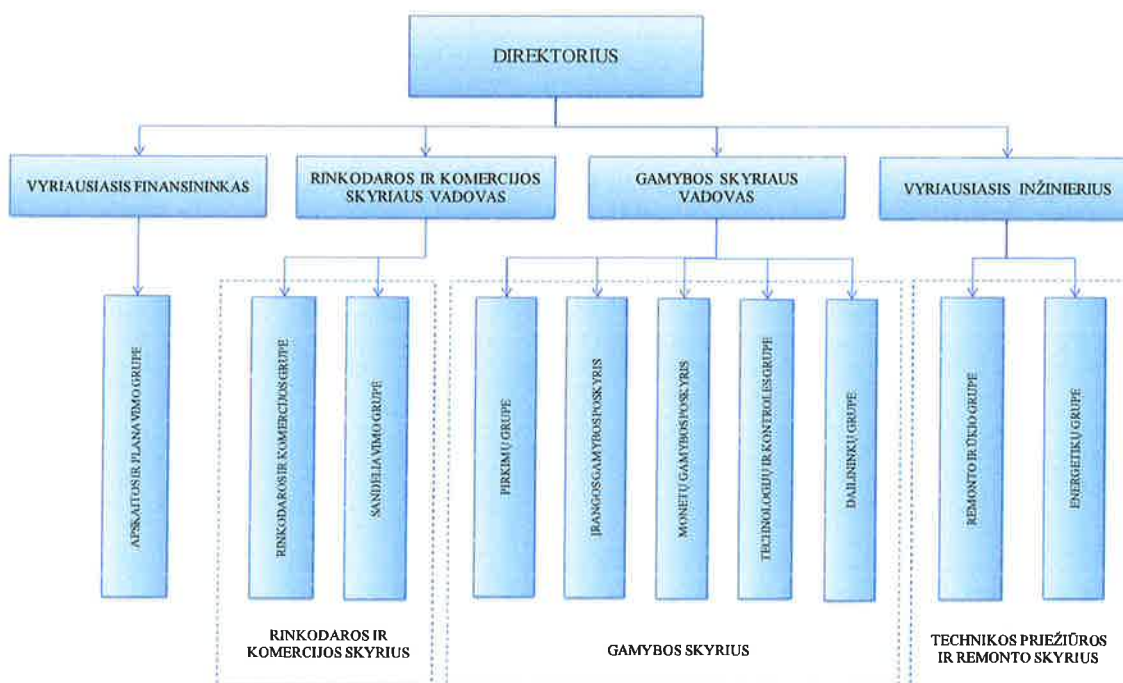 DIREKTORIUS
VYRIAUSIASIS FINANSININKAS
RINKODAROS IR KOMERCIJOS
SKYRIAUS VADOVAS
GAMYBOS SKYRIAUS
VADOVAS
VYRIAUSIASIS INŽINIERIUS
APSKAITOS IR PLANAVIMO GRUPĖ
RINKODAROS IR KOMERCIJOS GRUPĖ
SANDELIAVIMO GRUPĖ
PIRKIMŲ GRUPĖ
ĮRANGOS GAMYBOS POSKYRIS
MONETŲ GAMYBOS POSKYRIS
TECHNOLOGIJŲ IR KONTROLĖS GRUPĖ
DAILININKŲ GRUPĖ
REMONTO IR ŪKIO GRUPĖ
ENERGETIKŲ GRUPĖ
RINKODAROS IR
KOMERCIJOS SKYRIUS
GAMYBOS SKYRIUS
TECHNIKOS PRIEŽIŪROS
IR REMONTO SKYRIUS